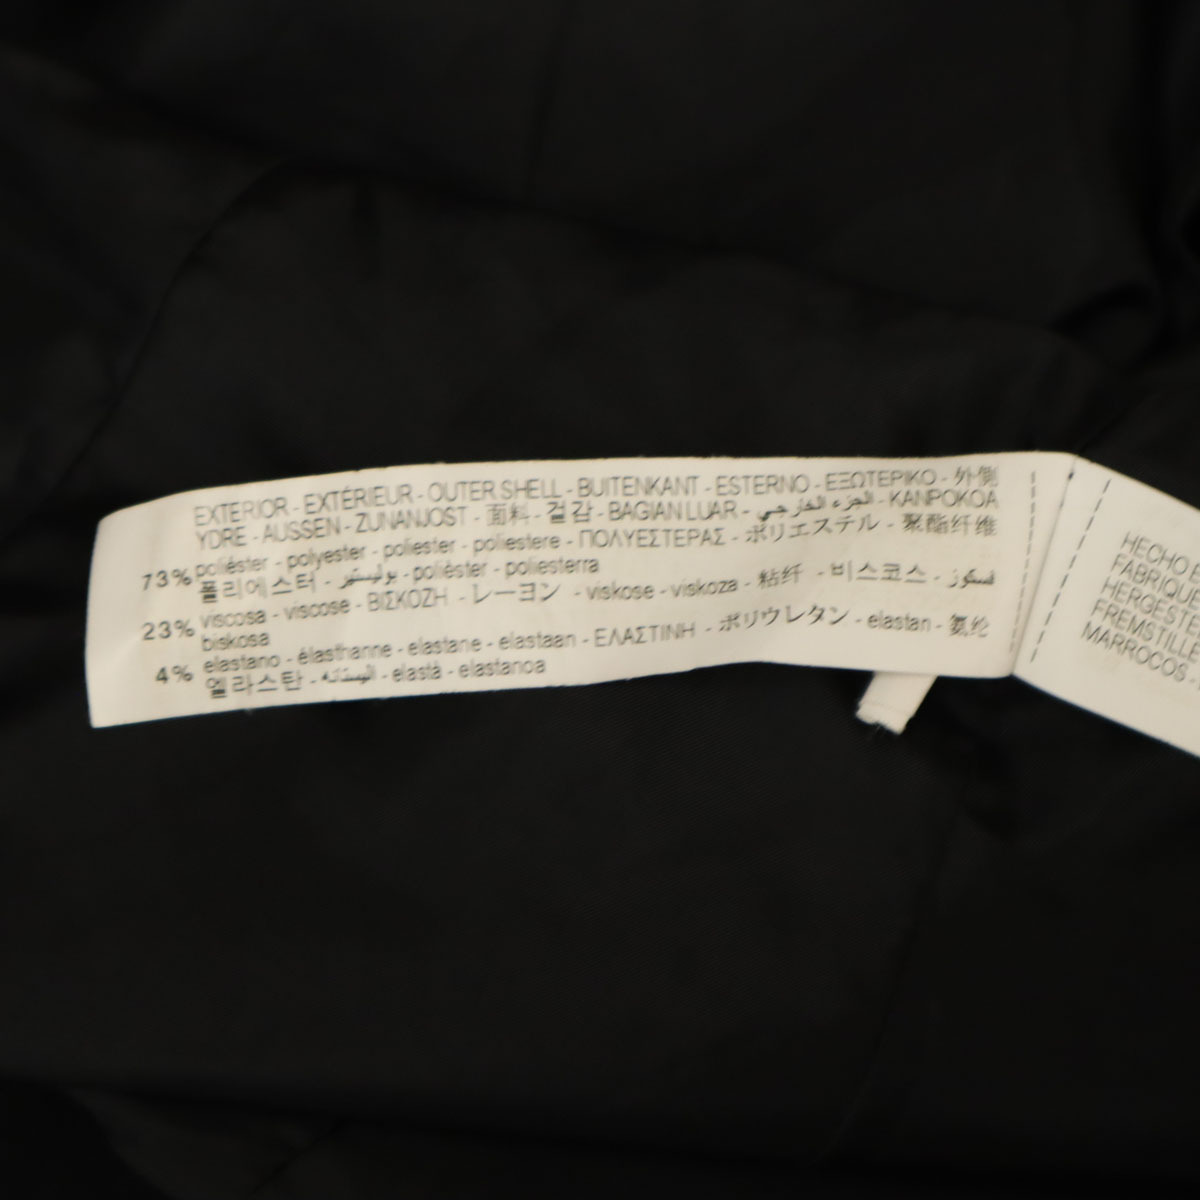 EXTERIOR - EXTÉRIEUR - OUTER SHELL - BUITENKANT - ESTERNO - ΕΞΩΤΕΡΙΚΟ - 外側
YDRE - AUSSEN - ZUNANJOST - 面料 - 겉감 - BAGIAN LUAR - الجزء الخارجي - KANPOKOA
73% poliéster - polyester - poliester - poliestere - ΠΟΛΥΕΣΤΕΡΑΣ - ポリエステル - 聚酯纤维
폴리에스터 - بوليستير - polièster - poliesterra
23% viscosa - viscose - ΒΙΣΚΟΖΗ - レーヨン - viskose - viskoza - 粘纤 - 비스코스 - فسكوز
biskosa
4% elastano - élasthanne - elastane - elastaan - ΕΛΑΣΤΙΝΗ - ポリウレタン - elastan - 氨纶
엘라스탄 - اليستانه - elastà - elastanoa
HECHO
FABRIQUE
HERGESTE
FREMSTILLE
MARROCOS -